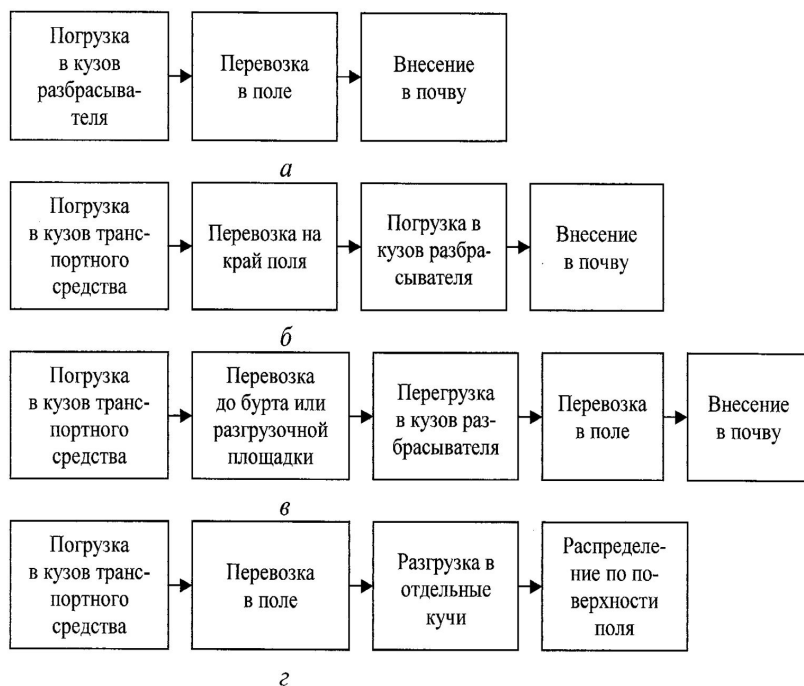 Погрузка
в кузов
разбрасыва-
теля
Перевозка
в поле
Внесение
в почву
а
Погрузка
в кузов транс-
портного
средства
Перевозка на
край поля
Погрузка в
кузов разбра-
сывателя
Внесение
в почву
б
Погрузка
в кузов транс-
портного
средства
Перевозка
до бурта или
разгрузочной
площадки
Перегрузка
в кузов раз-
брасывателя
Перевозка
в поле
Внесение
в почву
в
Погрузка
в кузов транс-
портного
средства
Перевозка
в поле
Разгрузка в
отдельные
кучи
Распределе-
ние по по-
верхности
поля
г